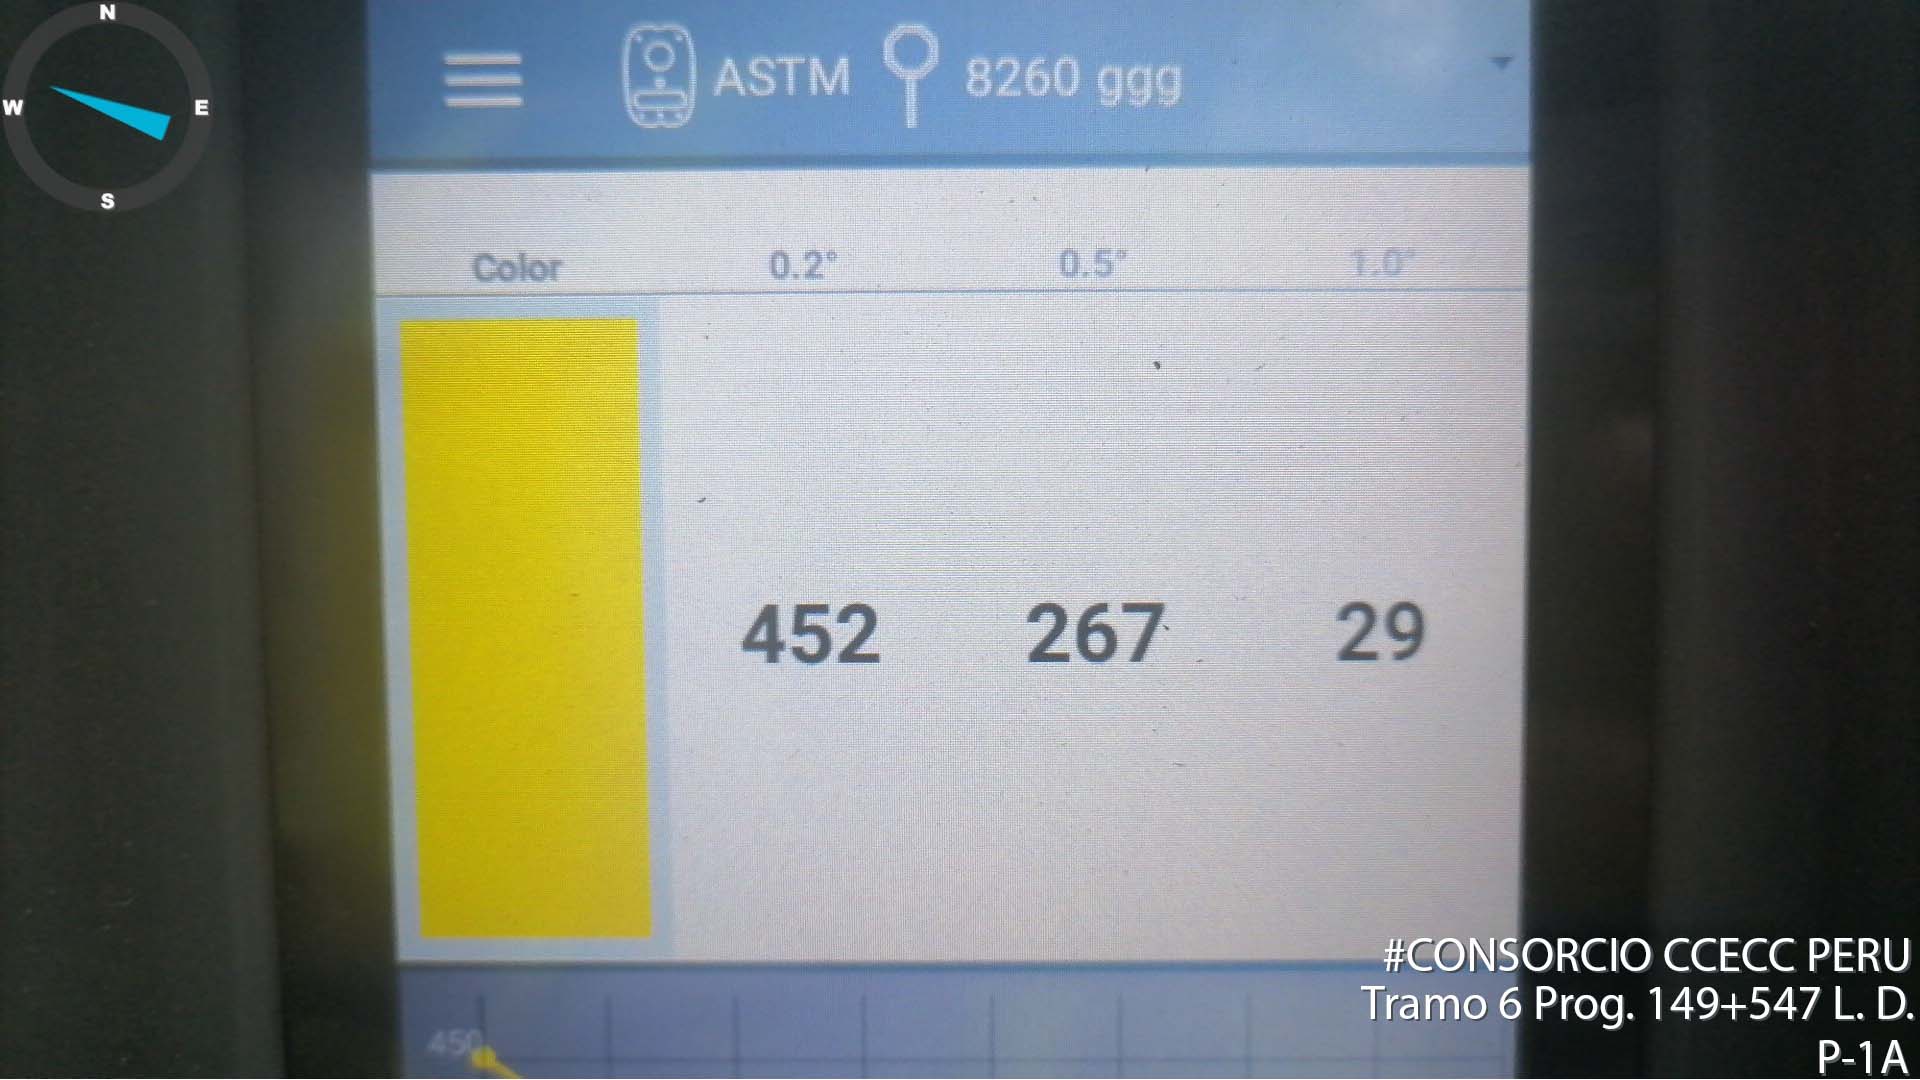 N
W
E
S
ASTM 8260 ggg
Color 0.2° 0.5° 1.0°
452 267 29
450
#CONSORCIO CCECC PERU
Tramo 6 Prog. 149+547 L. D.
P-1A